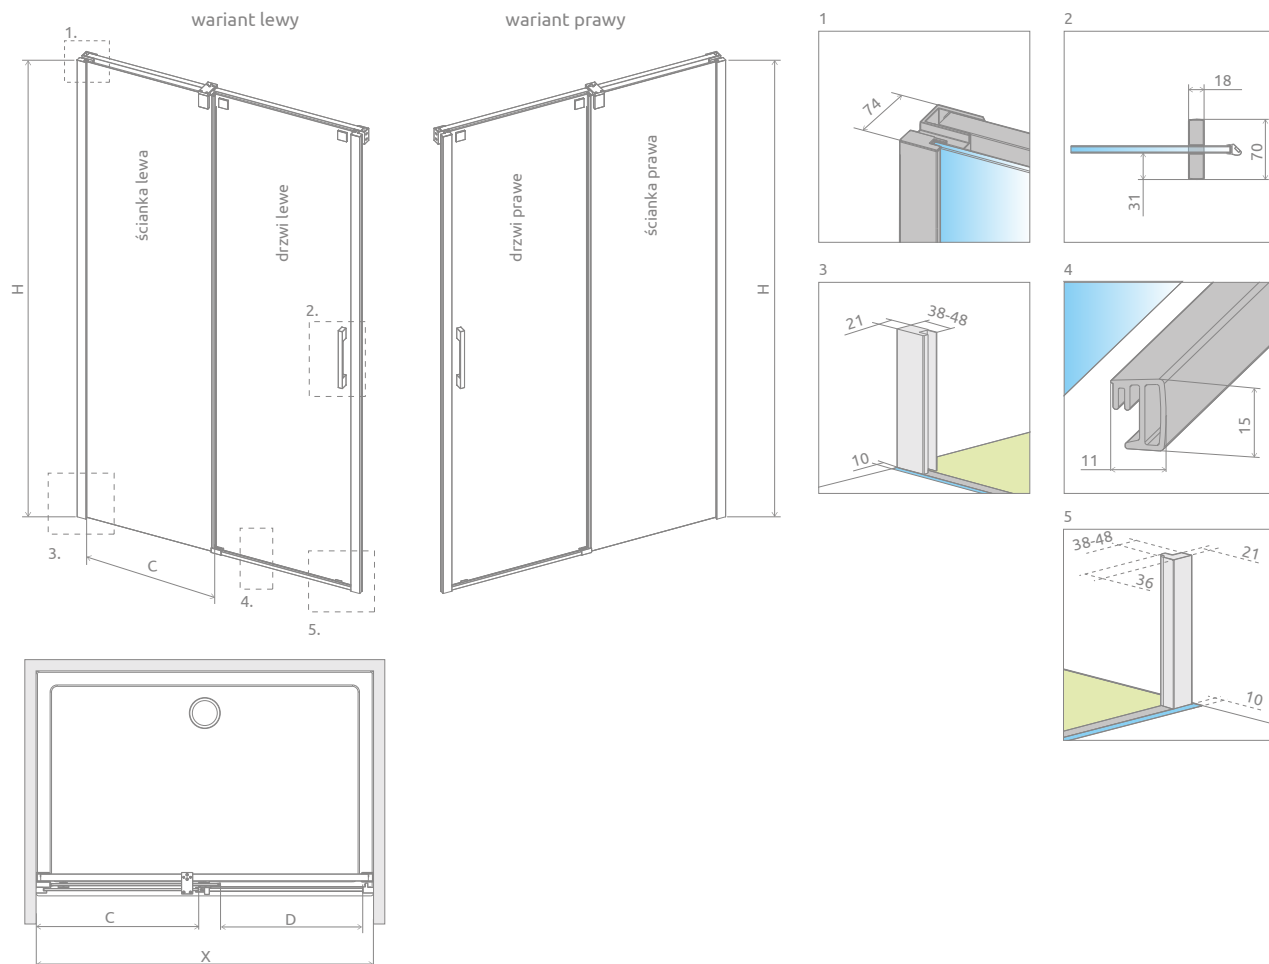 wariant lewy
wariant prawy
1.
H
ścianka lewa
drzwi lewe
2.
3.
C
4.
5.
drzwi prawe
ścianka prawa
H
1
74
2
18
70
31
3
21
38-48
10
4
15
11
5
38-48
21
36
10
C
D
X